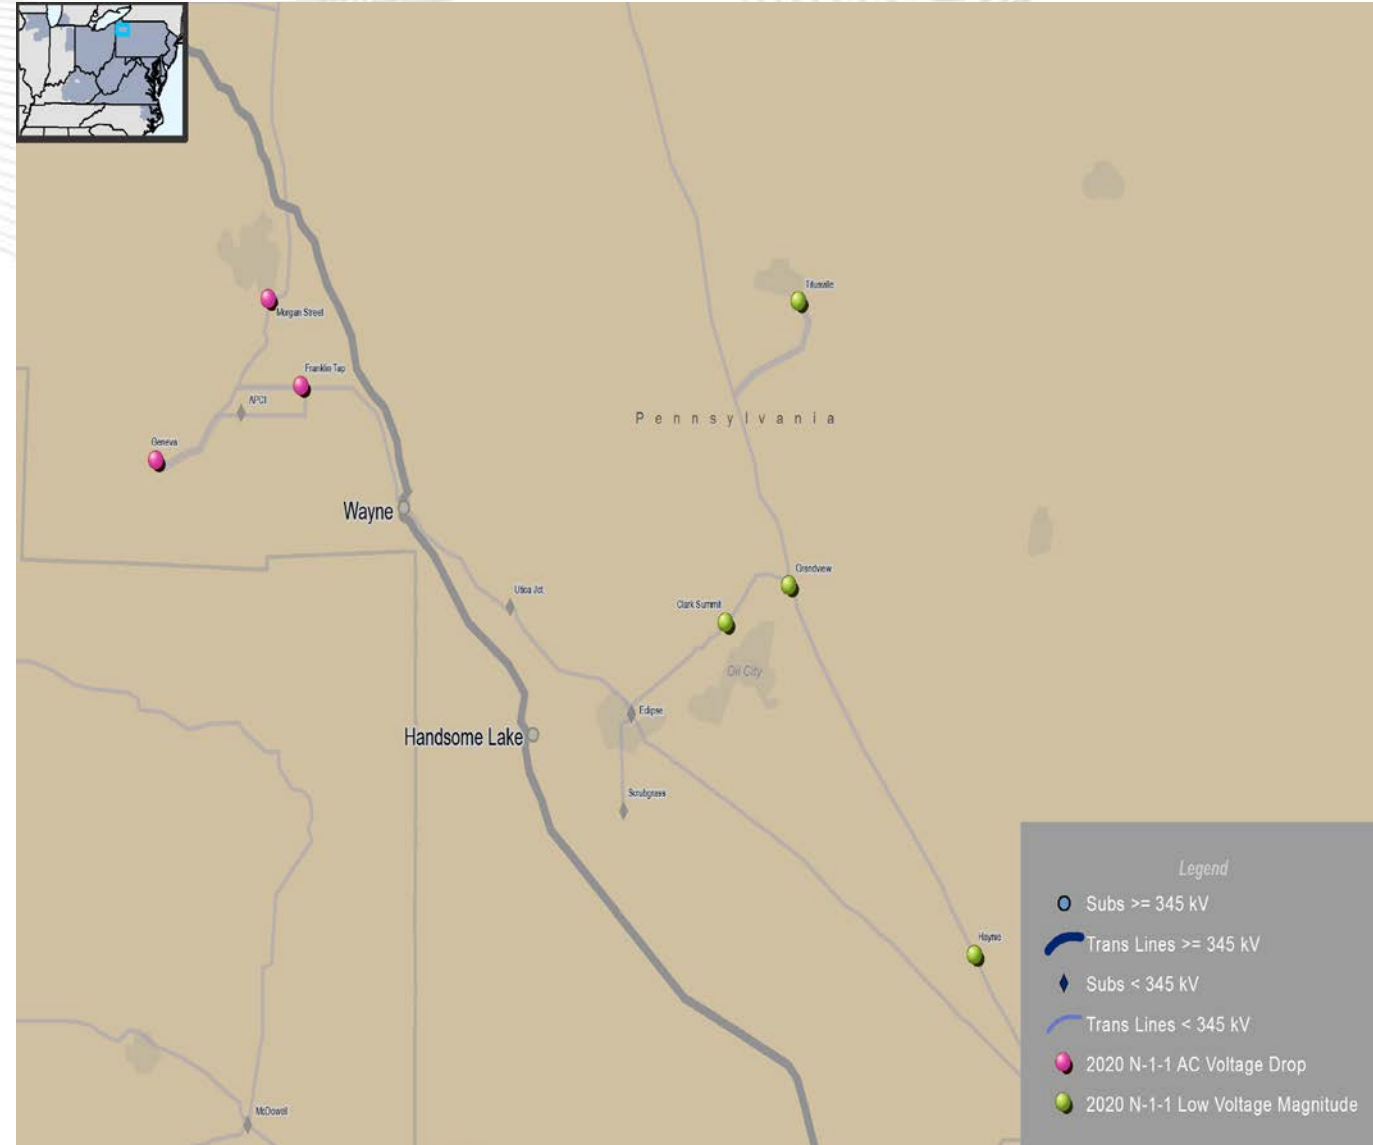 Titusville
Morgan Street
Franklin Tap
APCI
Pennsylvania
Geneva
Wayne
Grandview
Utica Jct.
Clark Summit
Oil City
Edipse
Handsome Lake
Scrubgrass
Haynie
McDowell
Legend
Subs >= 345 kV
Trans Lines >= 345 kV
Subs < 345 kV
Trans Lines < 345 kV
2020 N-1-1 AC Voltage Drop
2020 N-1-1 Low Voltage Magnitude